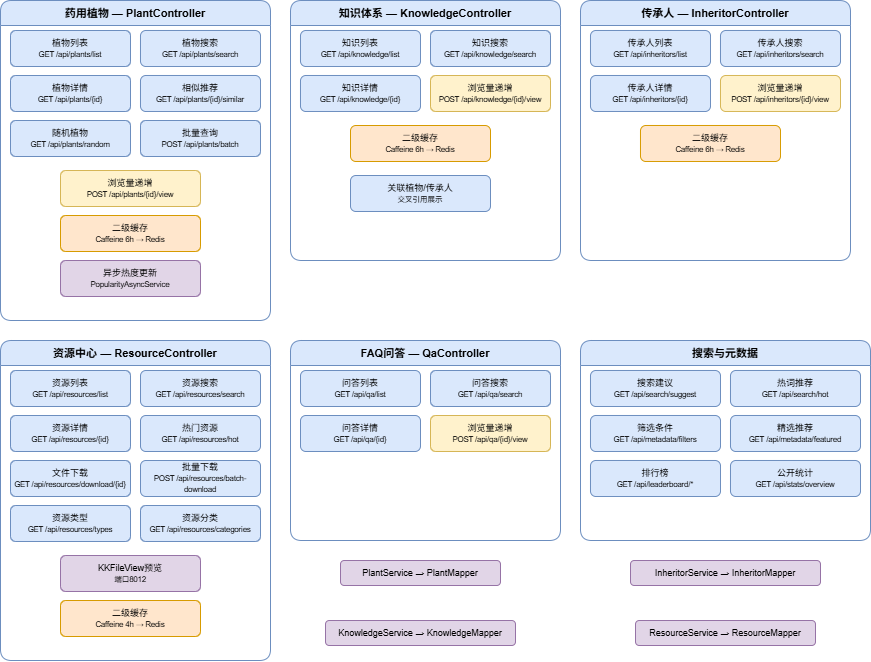 药用植物 — PlantController
植物列表
GET /api/plants/list
植物搜索
GET /api/plants/search
植物详情
GET /api/plants/{id}
相似推荐
GET /api/plants/{id}/similar
随机植物
GET /api/plants/random
批量查询
POST /api/plants/batch
浏览量递增
POST /api/plants/{id}/view
二级缓存
Caffeine 6h → Redis
异步热度更新
PopularityAsyncService
知识体系 — KnowledgeController
知识列表
GET /api/knowledge/list
知识搜索
GET /api/knowledge/search
知识详情
GET /api/knowledge/{id}
浏览量递增
POST /api/knowledge/{id}/view
二级缓存
Caffeine 6h → Redis
关联植物/传承人
交叉引用展示
传承人 — InheritorController
传承人列表
GET /api/inheritors/list
传承人搜索
GET /api/inheritors/search
传承人详情
GET /api/inheritors/{id}
浏览量递增
POST /api/inheritors/{id}/view
二级缓存
Caffeine 6h → Redis
资源中心 — ResourceController
资源列表
GET /api/resources/list
资源搜索
GET /api/resources/search
资源详情
GET /api/resources/{id}
热门资源
GET /api/resources/hot
文件下载
GET /api/resources/download/{id}
批量下载
POST /api/resources/batch-
download
资源类型
GET /api/resources/types
资源分类
GET /api/resources/categories
KKFileView预览
端口8012
二级缓存
Caffeine 4h → Redis
FAQ问答 — QaController
问答列表
GET /api/qa/list
问答搜索
GET /api/qa/search
问答详情
GET /api/qa/{id}
浏览量递增
POST /api/qa/{id}/view
搜索与元数据
搜索建议
GET /api/search/suggest
热词推荐
GET /api/search/hot
筛选条件
GET /api/metadata/filters
精选推荐
GET /api/metadata/featured
排行榜
GET /api/leaderboard/*
公开统计
GET /api/stats/overview
PlantService → PlantMapper
InheritorService → InheritorMapper
KnowledgeService → KnowledgeMapper
ResourceService → ResourceMapper